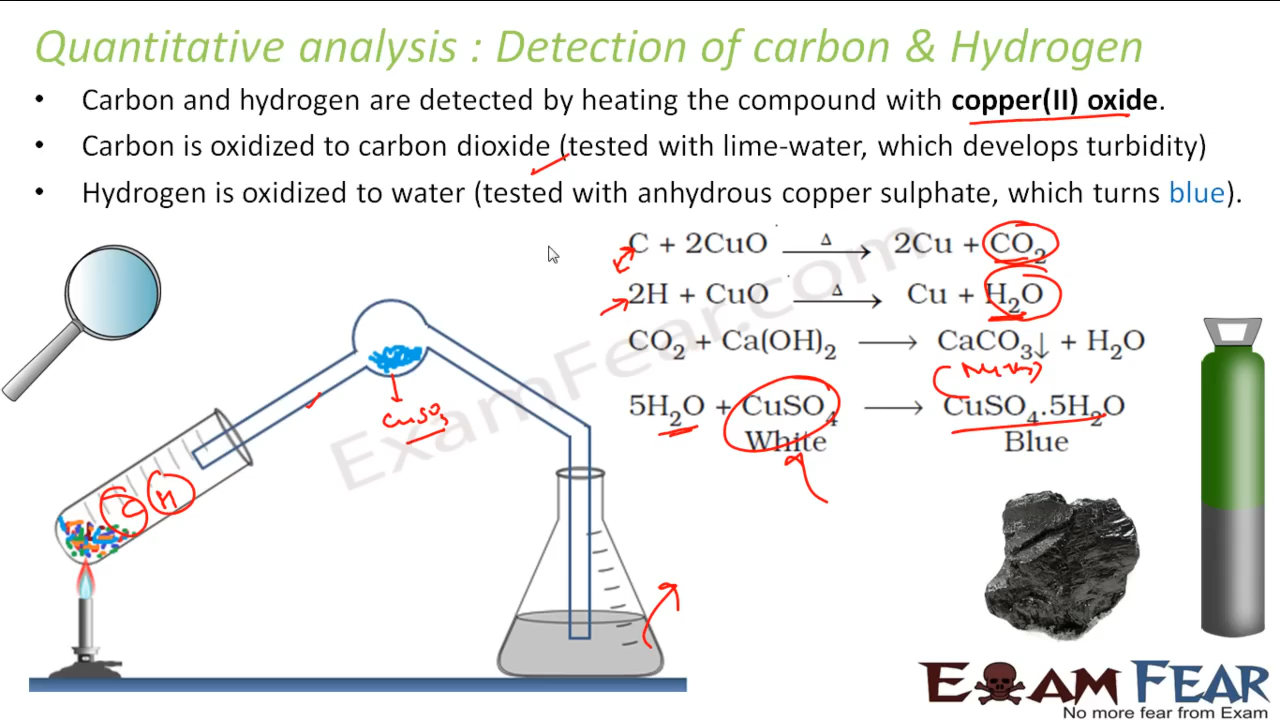 Quantitative analysis : Detection of carbon & Hydrogen
• Carbon and hydrogen are detected by heating the compound with copper(II) oxide.
• Carbon is oxidized to carbon dioxide (tested with lime-water, which develops turbidity)
• Hydrogen is oxidized to water (tested with anhydrous copper sulphate, which turns blue).
C + 2CuO —Δ→ 2Cu + CO₂
2H + CuO —Δ→ Cu + H₂O
CO₂ + Ca(OH)₂ ⟶ CaCO₃↓ + H₂O
5H₂O + CuSO₄ ⟶ CuSO₄.5H₂O
White Blue
CuSO
C H
ExamFear.com
EXAM FEAR
No more fear from Exam